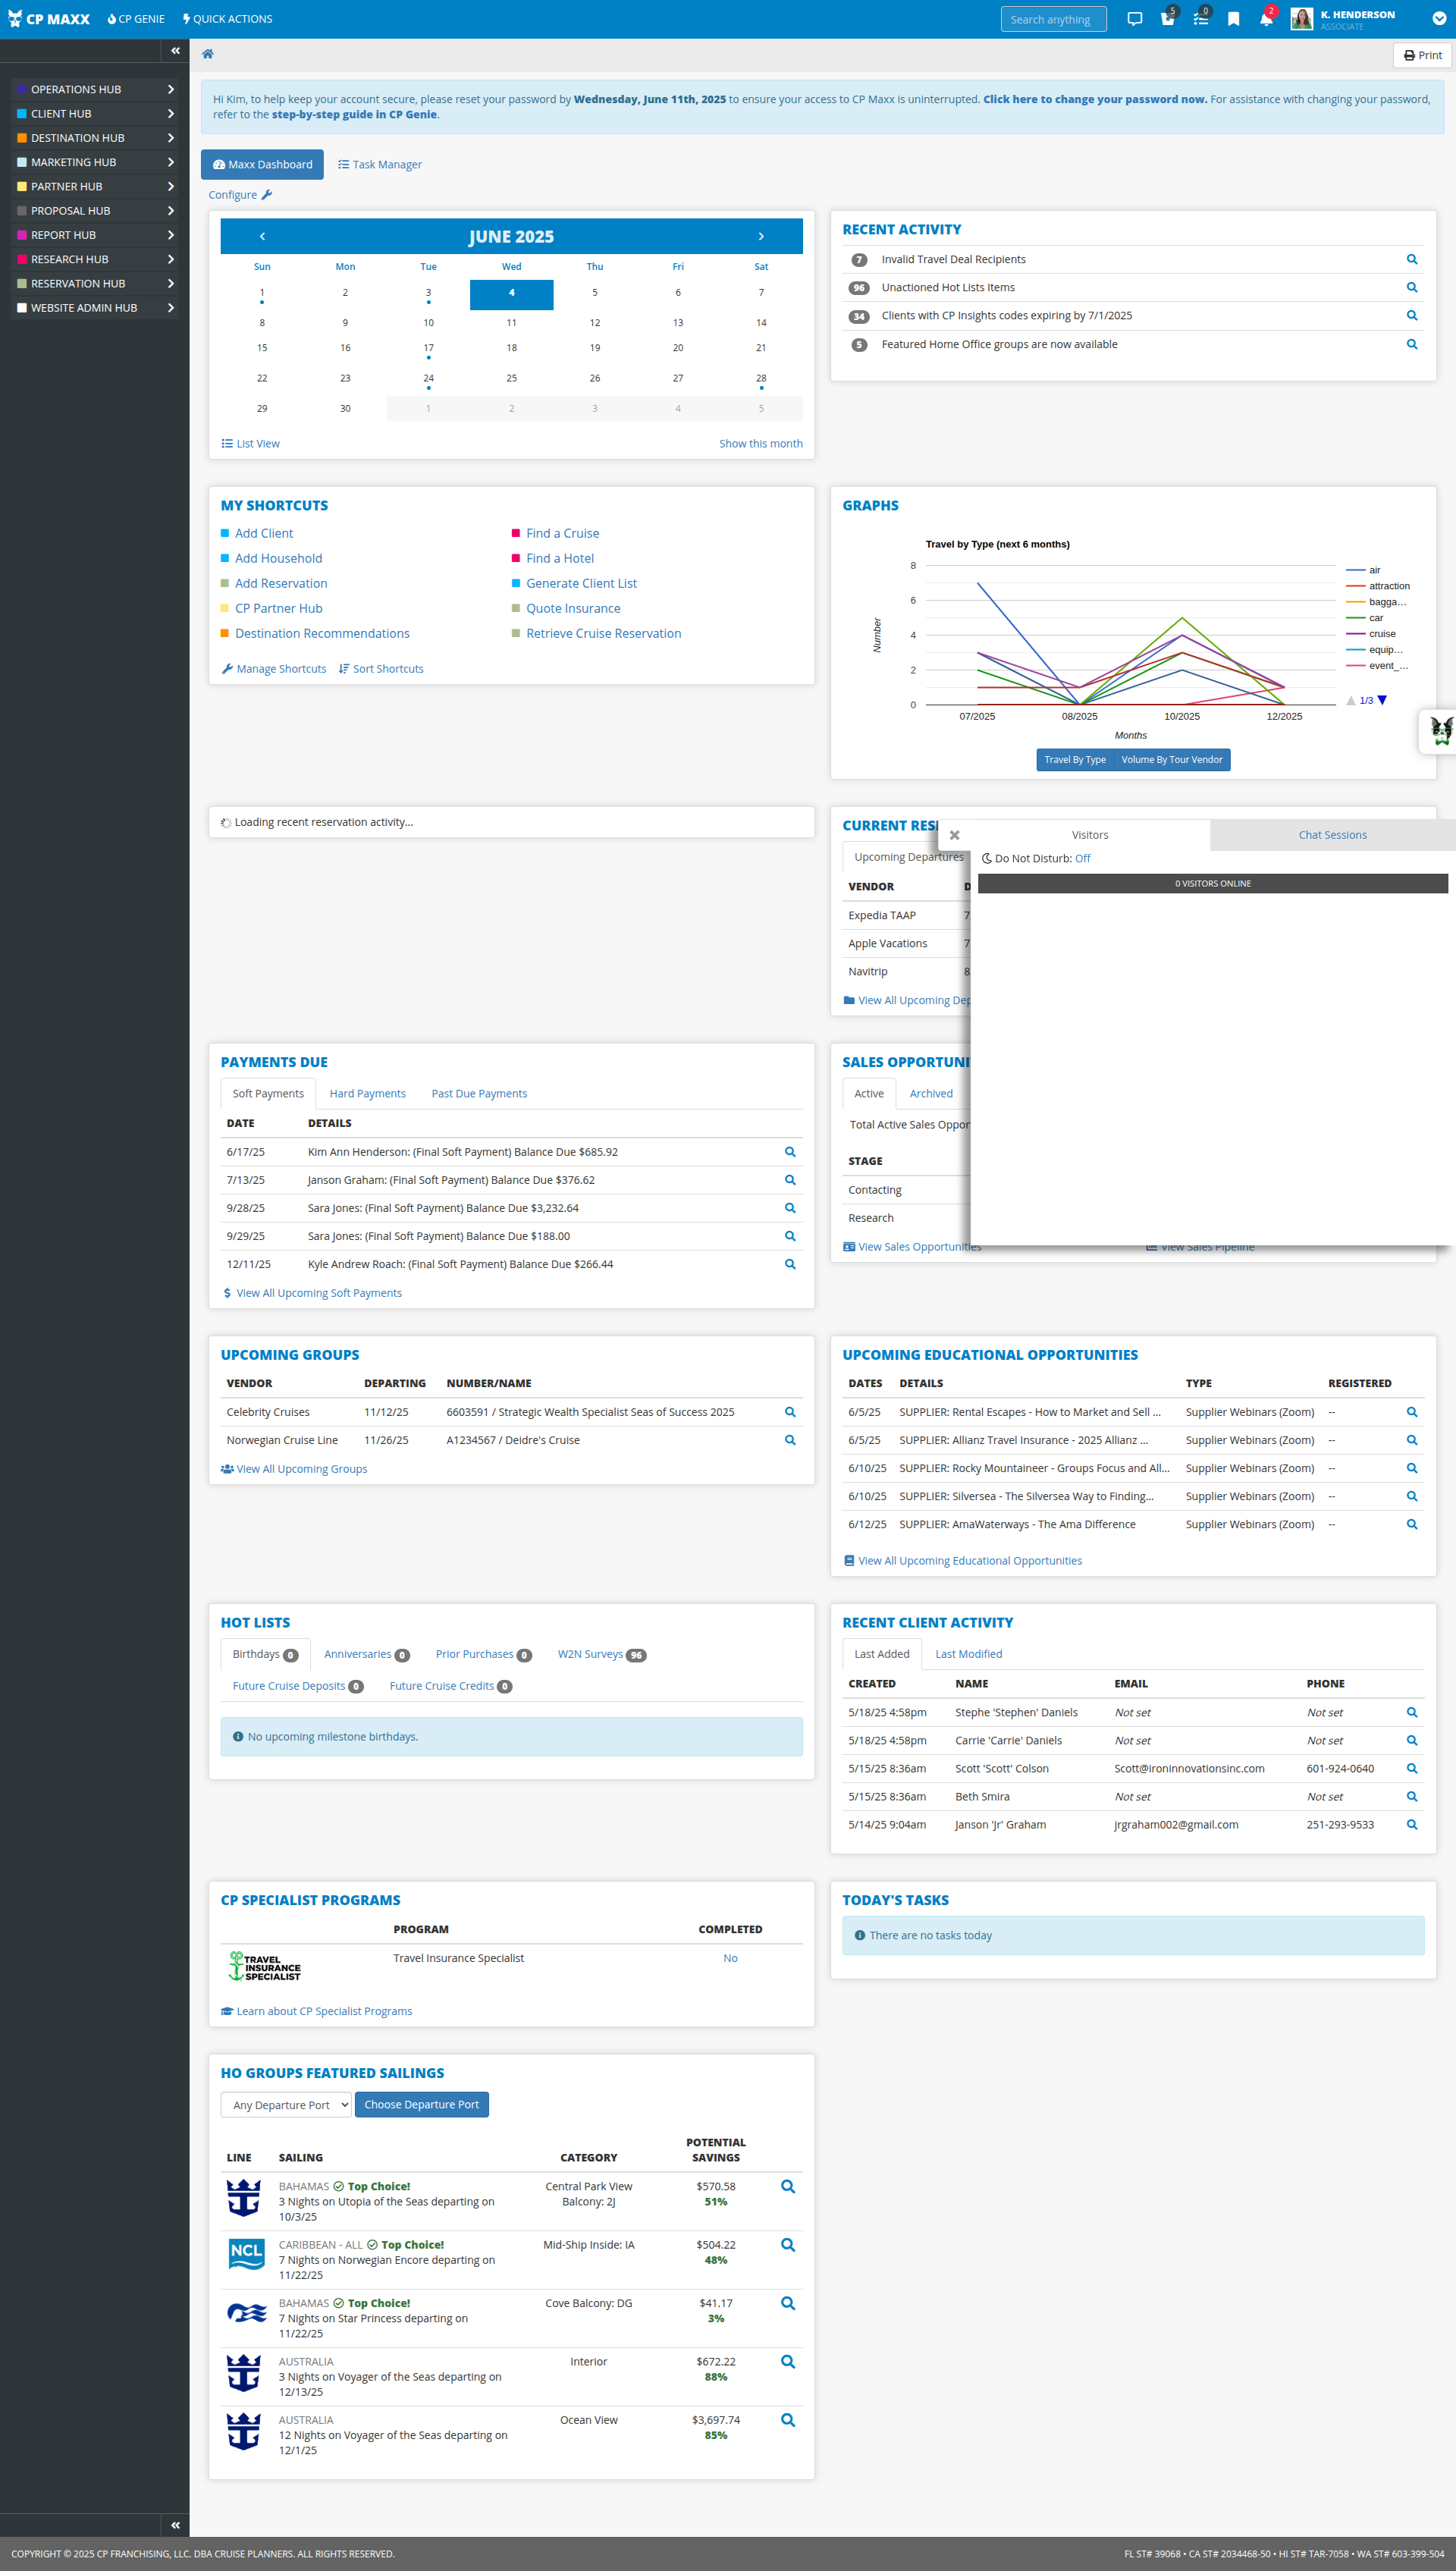 CP MAXX CP GENIE QUICK ACTIONS Search anything 5 0 2 K. HENDERSON
ASSOCIATE
Print
OPERATIONS HUB
CLIENT HUB
DESTINATION HUB
MARKETING HUB
PARTNER HUB
PROPOSAL HUB
REPORT HUB
RESEARCH HUB
RESERVATION HUB
WEBSITE ADMIN HUB
Hi Kim, to help keep your account secure, please reset your password by Wednesday, June 11th, 2025 to ensure your access to CP Maxx is uninterrupted. Click here to change your password now. For assistance with changing your password,
refer to the step-by-step guide in CP Genie.
Maxx Dashboard Task Manager
Configure
JUNE 2025
Sun Mon Tue Wed Thu Fri Sat
1 2 3 4 5 6 7
8 9 10 11 12 13 14
15 16 17 18 19 20 21
22 23 24 25 26 27 28
29 30 1 2 3 4 5
List View Show this month
RECENT ACTIVITY
7 Invalid Travel Deal Recipients
96 Unactioned Hot Lists Items
34 Clients with CP Insights codes expiring by 7/1/2025
5 Featured Home Office groups are now available
MY SHORTCUTS
Add Client Find a Cruise
Add Household Find a Hotel
Add Reservation Generate Client List
CP Partner Hub Quote Insurance
Destination Recommendations Retrieve Cruise Reservation
Manage Shortcuts Sort Shortcuts
GRAPHS
Travel by Type (next 6 months)
Number
8
6
4
2
0
07/2025 08/2025 10/2025 12/2025
Months
air
attraction
bagga...
car
cruise
equip...
event_...
1/3
Travel By Type Volume By Tour Vendor
Loading recent reservation activity...
CURRENT RES
Upcoming Departures
VENDOR D
Expedia TAAP 7
Apple Vacations 7
Navitrip 8
View All Upcoming Dep
Visitors Chat Sessions
Do Not Disturb: Off
0 VISITORS ONLINE
PAYMENTS DUE
Soft Payments Hard Payments Past Due Payments
DATE DETAILS
6/17/25 Kim Ann Henderson: (Final Soft Payment) Balance Due $685.92
7/13/25 Janson Graham: (Final Soft Payment) Balance Due $376.62
9/28/25 Sara Jones: (Final Soft Payment) Balance Due $3,232.64
9/29/25 Sara Jones: (Final Soft Payment) Balance Due $188.00
12/11/25 Kyle Andrew Roach: (Final Soft Payment) Balance Due $266.44
View All Upcoming Soft Payments
SALES OPPORTUNI
Active Archived
Total Active Sales Oppor
STAGE
Contacting
Research
View Sales Opportunities View Sales Pipeline
UPCOMING GROUPS
VENDOR DEPARTING NUMBER/NAME
Celebrity Cruises 11/12/25 6603591 / Strategic Wealth Specialist Seas of Success 2025
Norwegian Cruise Line 11/26/25 A1234567 / Deidre's Cruise
View All Upcoming Groups
UPCOMING EDUCATIONAL OPPORTUNITIES
DATES DETAILS TYPE REGISTERED
6/5/25 SUPPLIER: Rental Escapes - How to Market and Sell ... Supplier Webinars (Zoom) --
6/5/25 SUPPLIER: Allianz Travel Insurance - 2025 Allianz ... Supplier Webinars (Zoom) --
6/10/25 SUPPLIER: Rocky Mountaineer - Groups Focus and All... Supplier Webinars (Zoom) --
6/10/25 SUPPLIER: Silversea - The Silversea Way to Finding... Supplier Webinars (Zoom) --
6/12/25 SUPPLIER: AmaWaterways - The Ama Difference Supplier Webinars (Zoom) --
View All Upcoming Educational Opportunities
HOT LISTS
Birthdays 0 Anniversaries 0 Prior Purchases 0 W2N Surveys 96
Future Cruise Deposits 0 Future Cruise Credits 0
No upcoming milestone birthdays.
RECENT CLIENT ACTIVITY
Last Added Last Modified
CREATED NAME EMAIL PHONE
5/18/25 4:58pm Stephe 'Stephen' Daniels Not set Not set
5/18/25 4:58pm Carrie 'Carrie' Daniels Not set Not set
5/15/25 8:36am Scott 'Scott' Colson Scott@ironinnovationsinc.com 601-924-0640
5/15/25 8:36am Beth Smira Not set Not set
5/14/25 9:04am Janson 'Jr' Graham jrgraham002@gmail.com 251-293-9533
CP SPECIALIST PROGRAMS
PROGRAM COMPLETED
TRAVEL INSURANCE SPECIALIST Travel Insurance Specialist No
Learn about CP Specialist Programs
TODAY'S TASKS
There are no tasks today
HO GROUPS FEATURED SAILINGS
Any Departure Port Choose Departure Port
LINE SAILING CATEGORY POTENTIAL SAVINGS
BAHAMAS Top Choice! Central Park View $570.58
3 Nights on Utopia of the Seas departing on Balcony: 2J 51%
10/3/25
NCL CARIBBEAN - ALL Top Choice! Mid-Ship Inside: IA $504.22
7 Nights on Norwegian Encore departing on 48%
11/22/25
BAHAMAS Top Choice! Cove Balcony: DG $41.17
7 Nights on Star Princess departing on 3%
11/22/25
AUSTRALIA Interior $672.22
3 Nights on Voyager of the Seas departing on 88%
12/13/25
AUSTRALIA Ocean View $3,697.74
12 Nights on Voyager of the Seas departing on 85%
12/1/25
COPYRIGHT © 2025 CP FRANCHISING, LLC. DBA CRUISE PLANNERS. ALL RIGHTS RESERVED. FL ST# 39068 • CA ST# 2034468-50 • HI ST# TAR-7058 • WA ST# 603-399-504